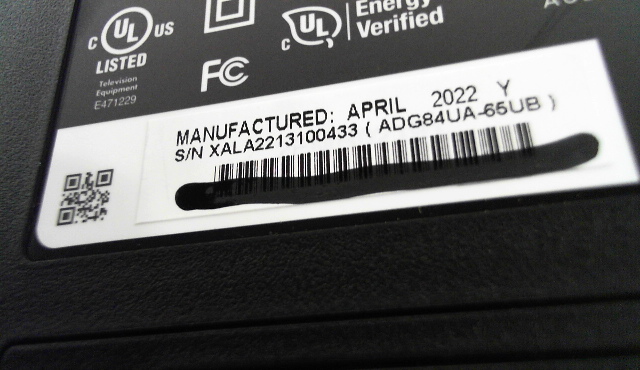 c UL US
LISTED
Television
Equipment
E471229
FC
c UL
Energy
Verified
MANUFACTURED: APRIL 2022 Y
S/N XALA2213100433 ( ADG84UA-65UB )